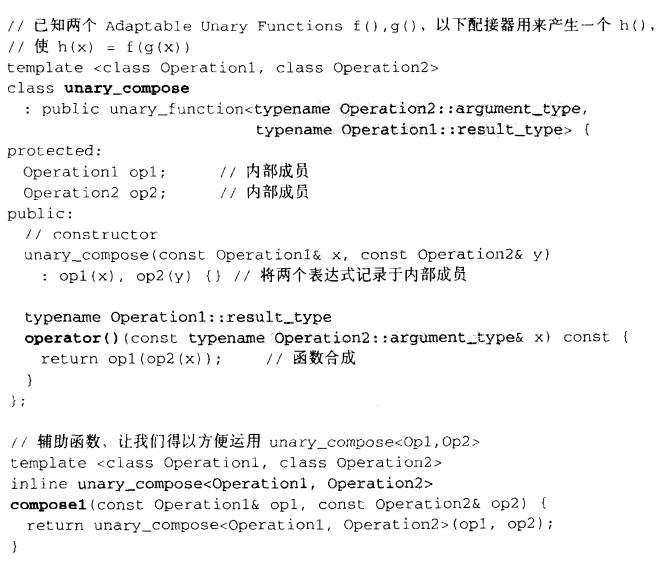 // 已知两个 Adaptable Unary Functions f(),g(), 以下配接器用来产生一个 h(),
// 使 h(x) = f(g(x))
template <class Operation1, class Operation2>
class unary_compose
  : public unary_function<typename Operation2::argument_type,
                          typename Operation1::result_type> {
protected:
  Operation1 op1;      // 内部成员
  Operation2 op2;      // 内部成员
public:
  // constructor
  unary_compose(const Operation1& x, const Operation2& y)
    : op1(x), op2(y) {} // 将两个表达式记录于内部成员

  typename Operation1::result_type
  operator()(const typename Operation2::argument_type& x) const {
    return op1(op2(x));     // 函数合成
  }
};

// 辅助函数, 让我们得以方便运用 unary_compose<Op1,Op2>
template <class Operation1, class Operation2>
inline unary_compose<Operation1, Operation2>
compose1(const Operation1& op1, const Operation2& op2) {
  return unary_compose<Operation1, Operation2>(op1, op2);
}